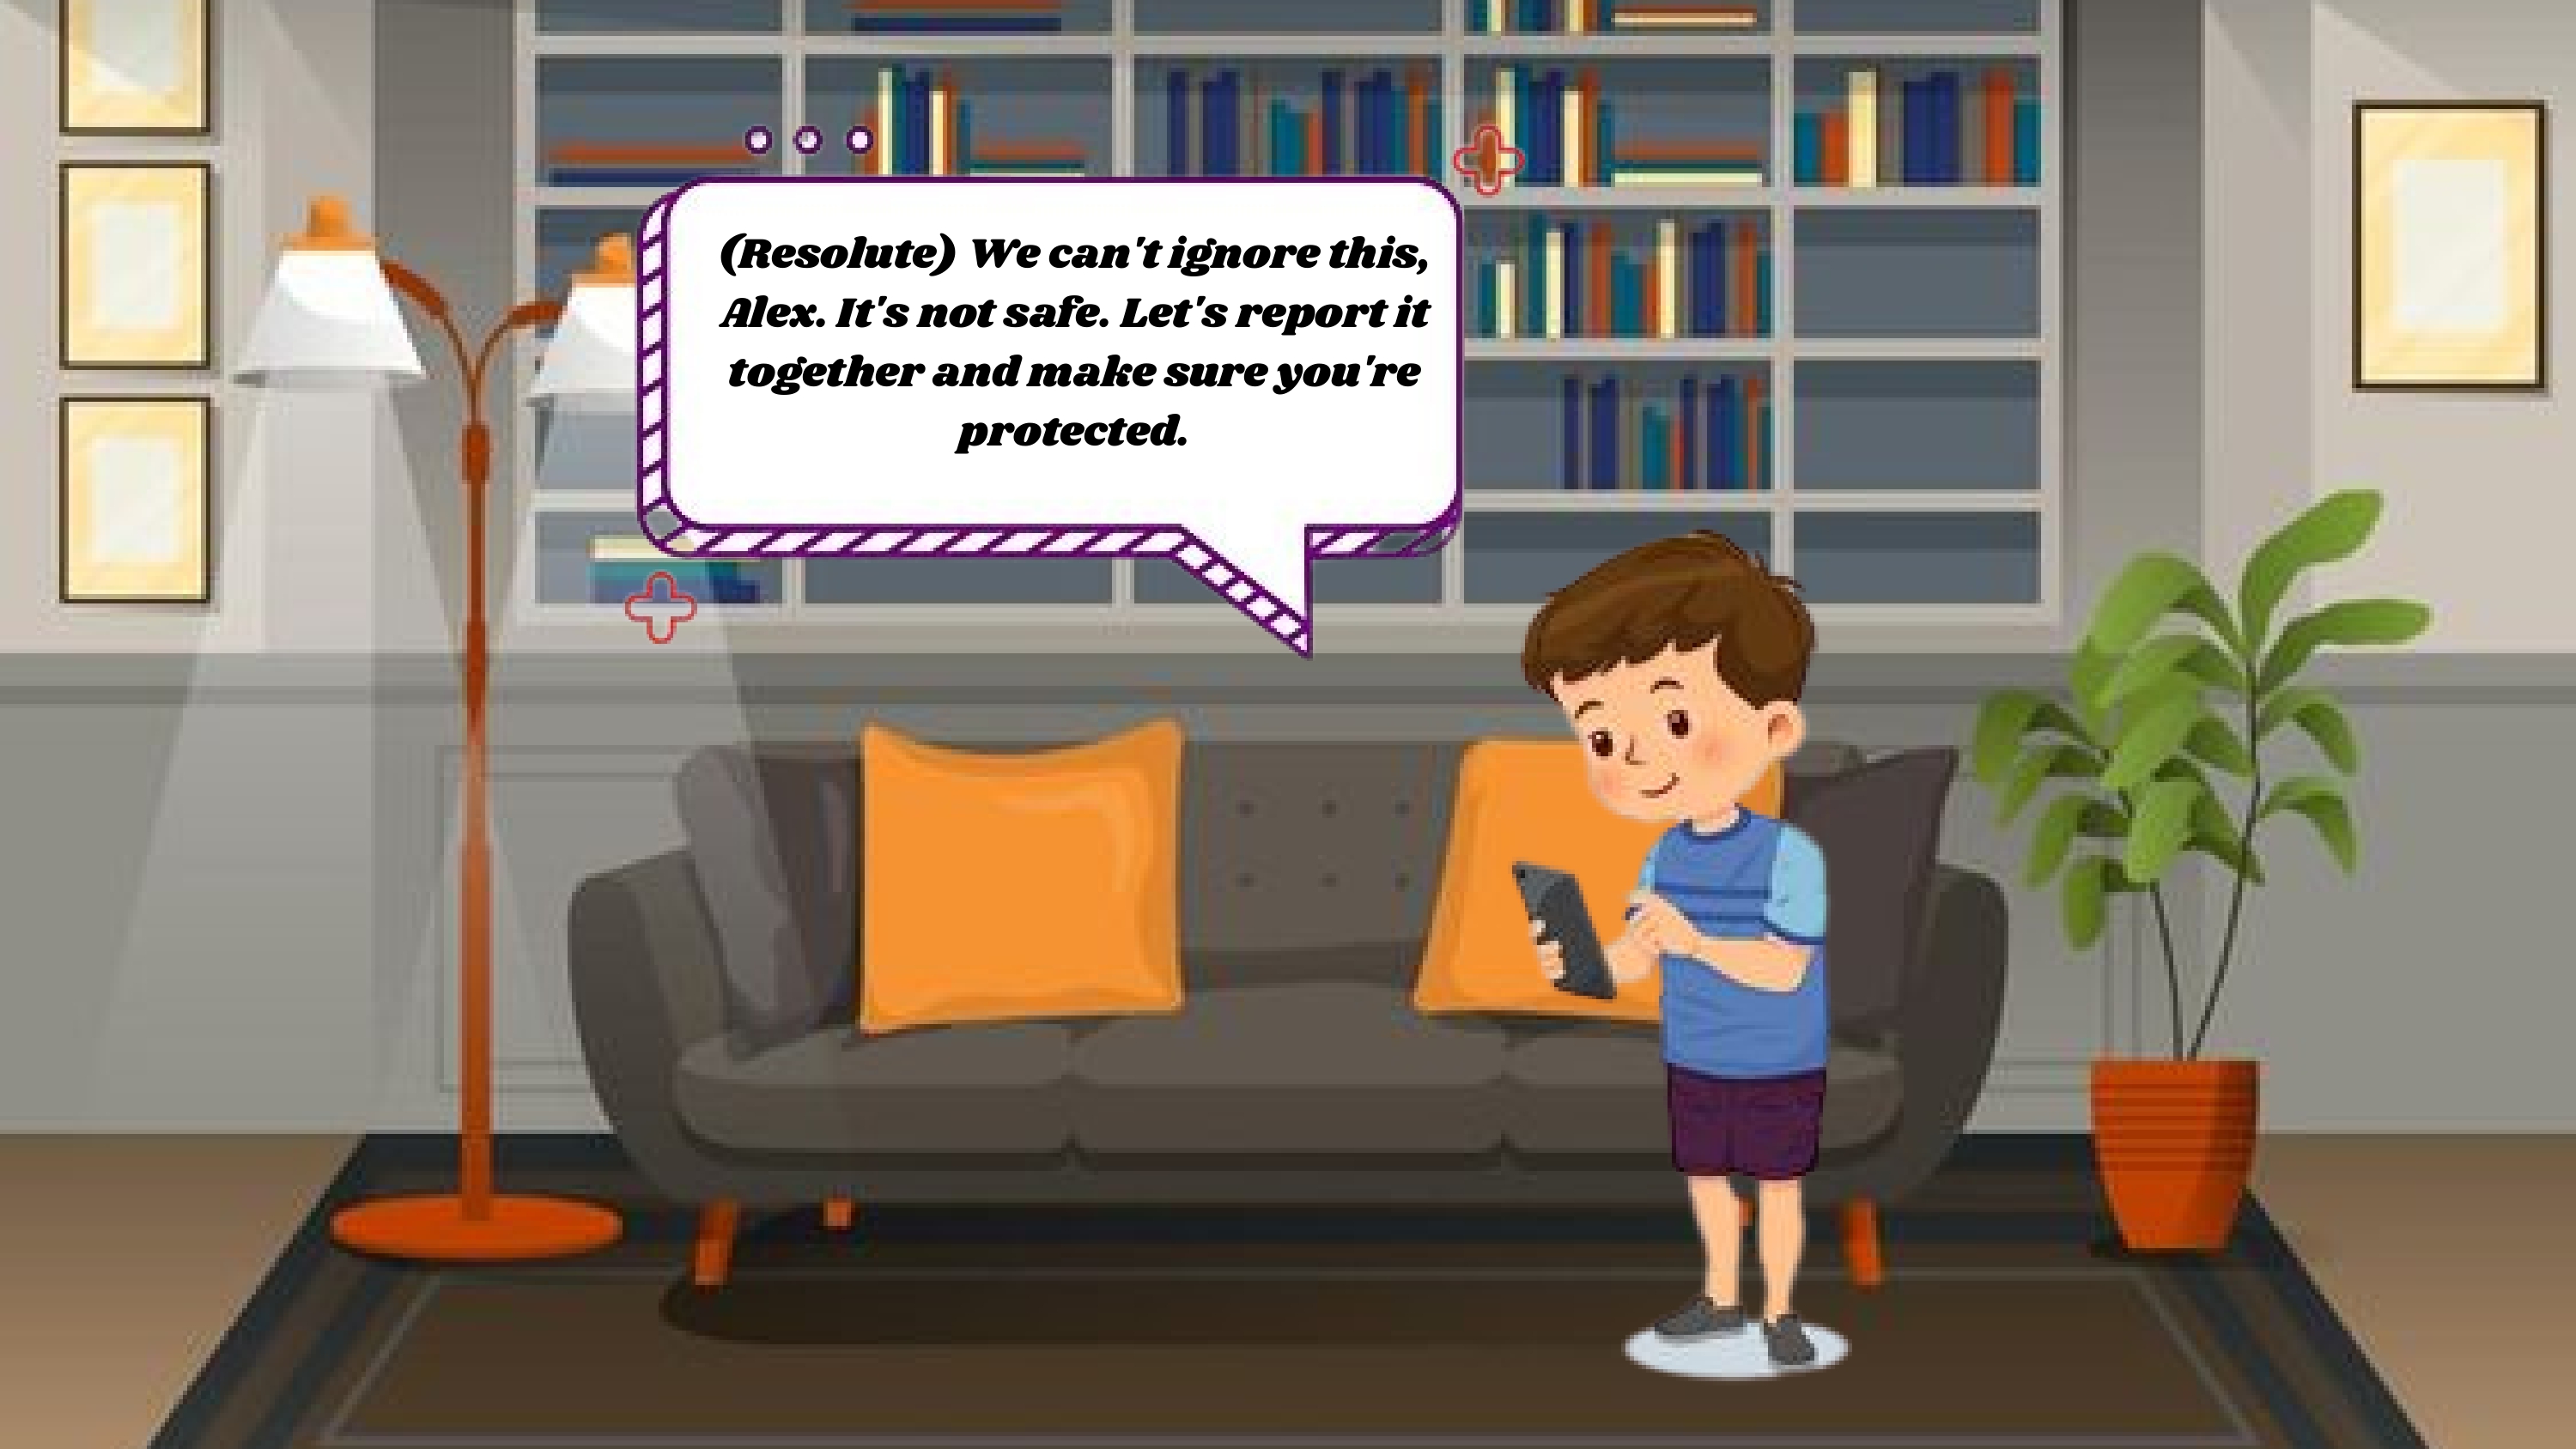 (Resolute) We can't ignore this,
Alex. It's not safe. Let's report it
together and make sure you're
protected.